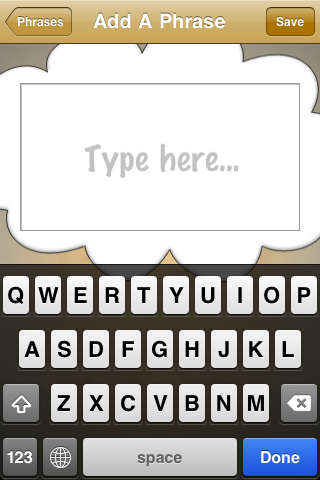 Phrases Add A Phrase Save
Type here...
Q W E R T Y U I O P
A S D F G H J K L
Z X C V B N M
123 space Done